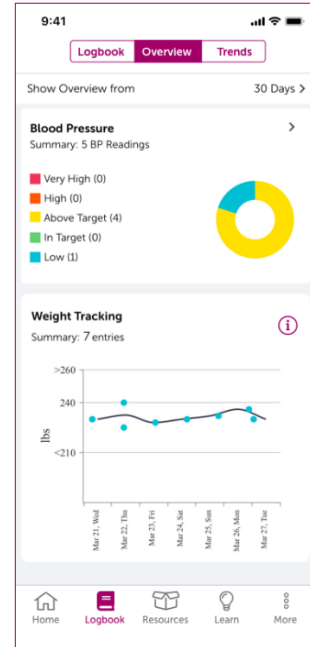 9:41
Logbook Overview Trends
Show Overview from 30 Days >
Blood Pressure >
Summary: 5 BP Readings
Very High (0)
High (0)
Above Target (4)
In Target (0)
Low (1)
Weight Tracking
i
Summary: 7 entries
>260
240
<210
lbs
Mar 21, Wed
Mar 22, Thu
Mar 23, Fri
Mar 24, Sat
Mar 25, Sun
Mar 26, Mon
Mar 27, Tue
Home Logbook Resources Learn More